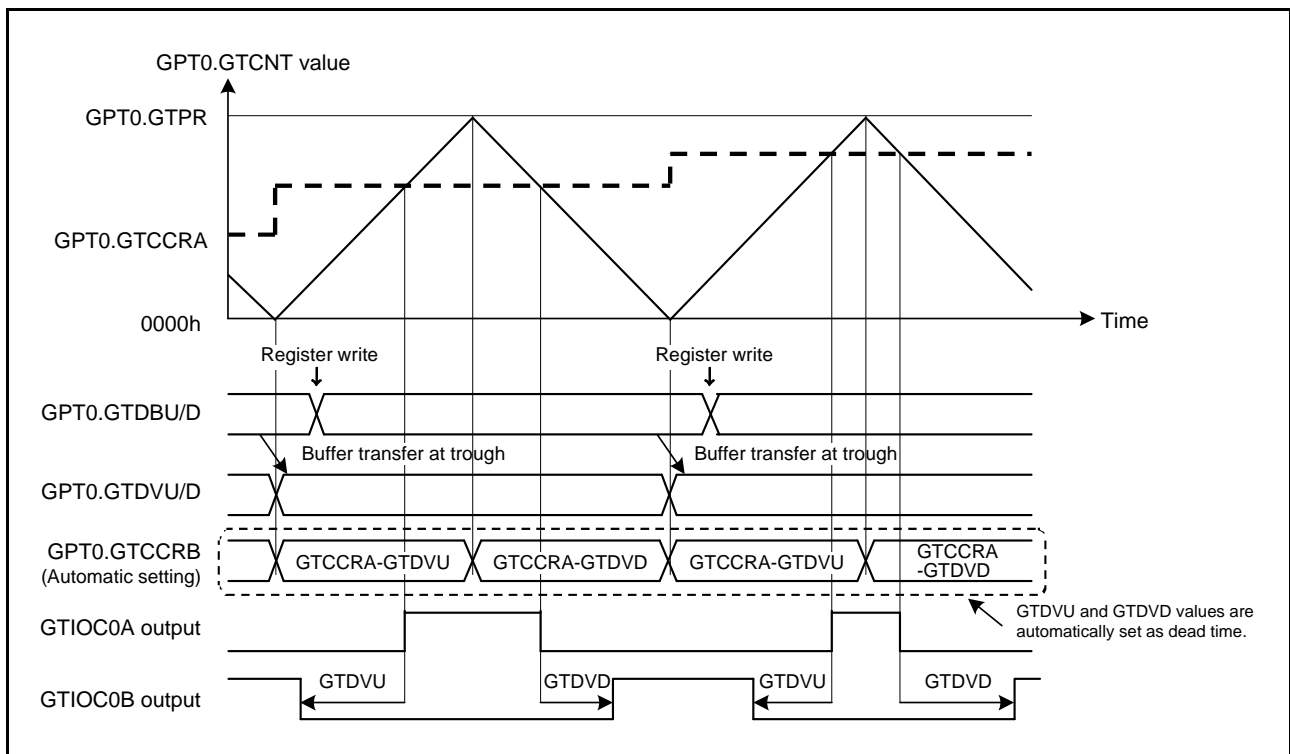 GPT0.GTCNT value
GPT0.GTPR
GPT0.GTCCRA
0000h
Time
Register write
Register write
GPT0.GTDBU/D
Buffer transfer at trough
Buffer transfer at trough
GPT0.GTDVU/D
GPT0.GTCCRB
(Automatic setting)
GTCCRA-GTDVU
GTCCRA-GTDVD
GTCCRA-GTDVU
GTCCRA
-GTDVD
GTDVU and GTDVD values are
automatically set as dead time.
GTIOC0A output
GTIOC0B output
GTDVU
GTDVD
GTDVU
GTDVD